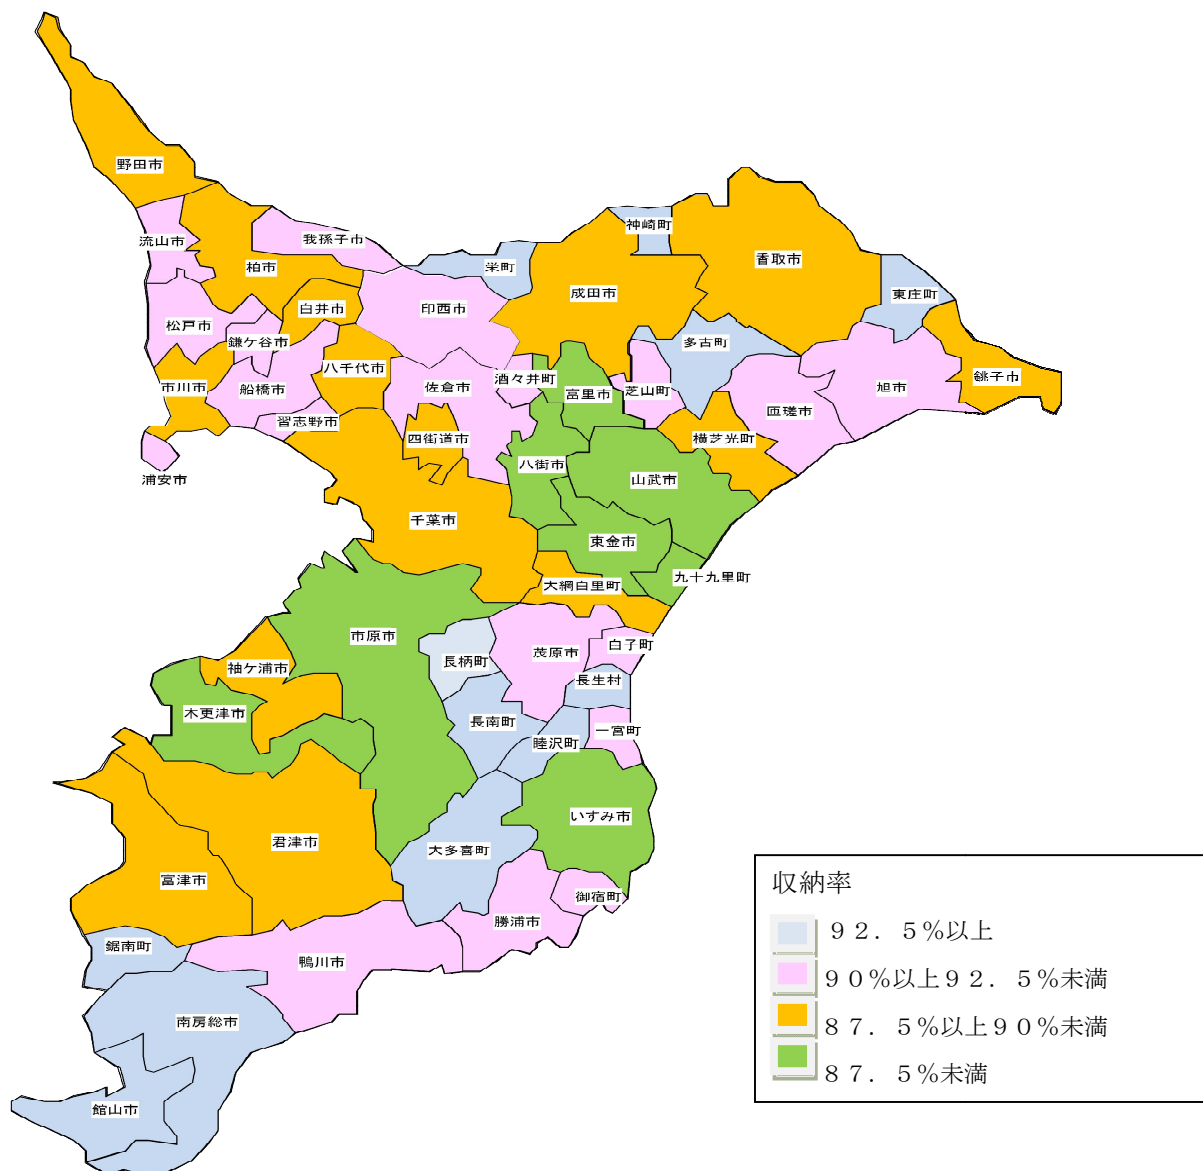 野田市
流山市
我孫子市
柏市
栄町
神崎町
香取市
東庄町
成田市
印西市
白井市
松戸市
鎌ケ谷市
多古町
旭市
銚子市
市川市
船橋市
八千代市
佐倉市
酒々井町
富里市
芝山町
匝瑳市
習志野市
四街道市
横芝光町
浦安市
八街市
山武市
千葉市
東金市
九十九里町
大網白里町
市原市
茂原市
白子町
長柄町
袖ケ浦市
長生村
木更津市
長南町
睦沢町
一宮町
いすみ市
君津市
大多喜町
富津市
御宿町
勝浦市
鋸南町
鴨川市
南房総市
館山市
収納率
９２．５％以上
９０％以上９２．５％未満
８７．５％以上９０％未満
８７．５％未満